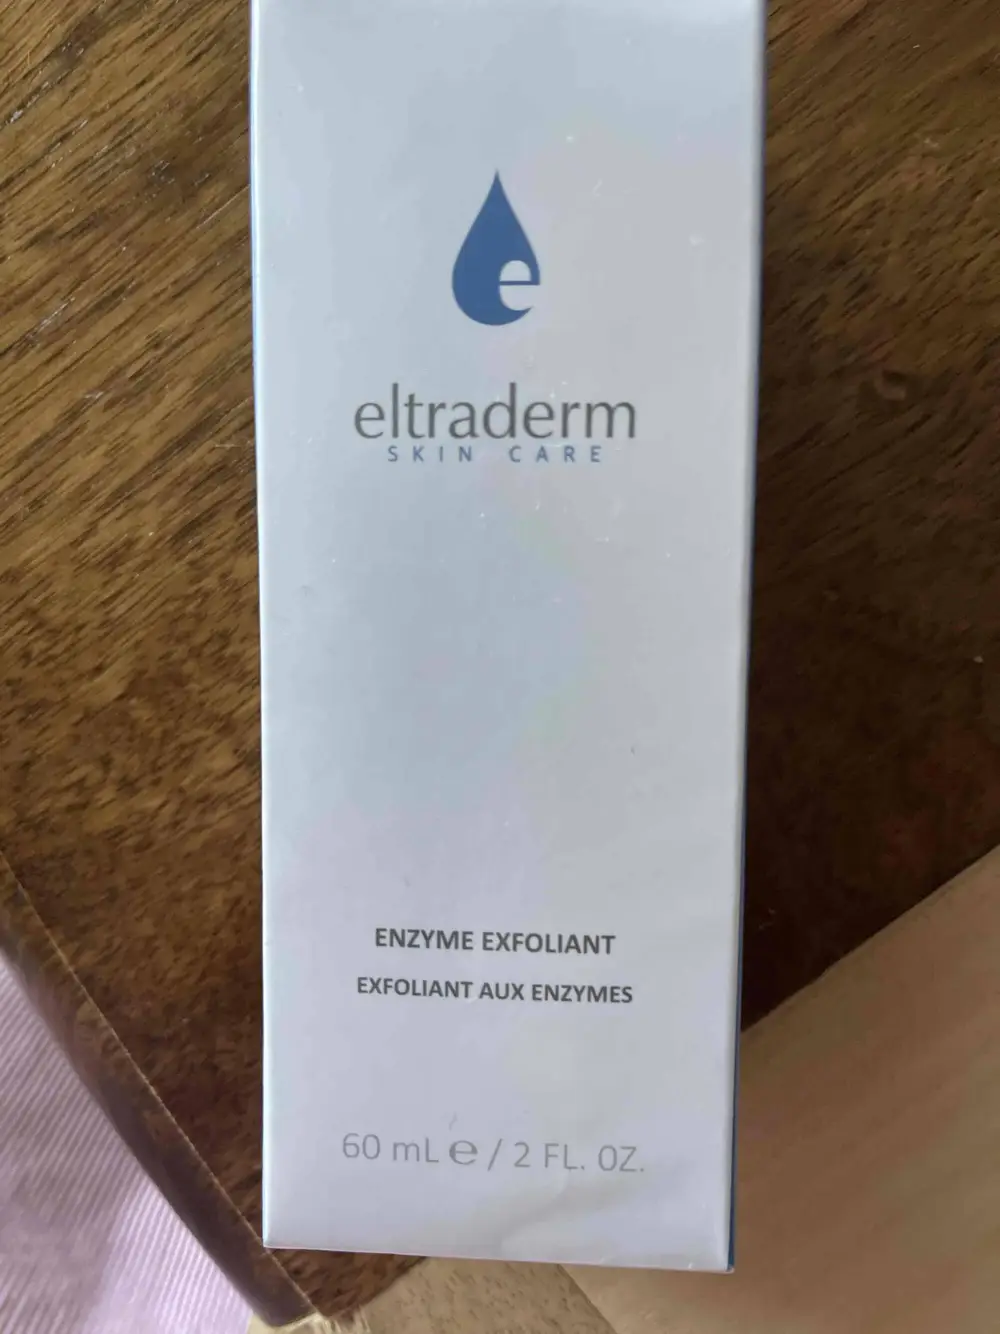 e
eltraderm
SKIN CARE
ENZYME EXFOLIANT
EXFOLIANT AUX ENZYMES
60 mL ℮ / 2 FL. OZ.